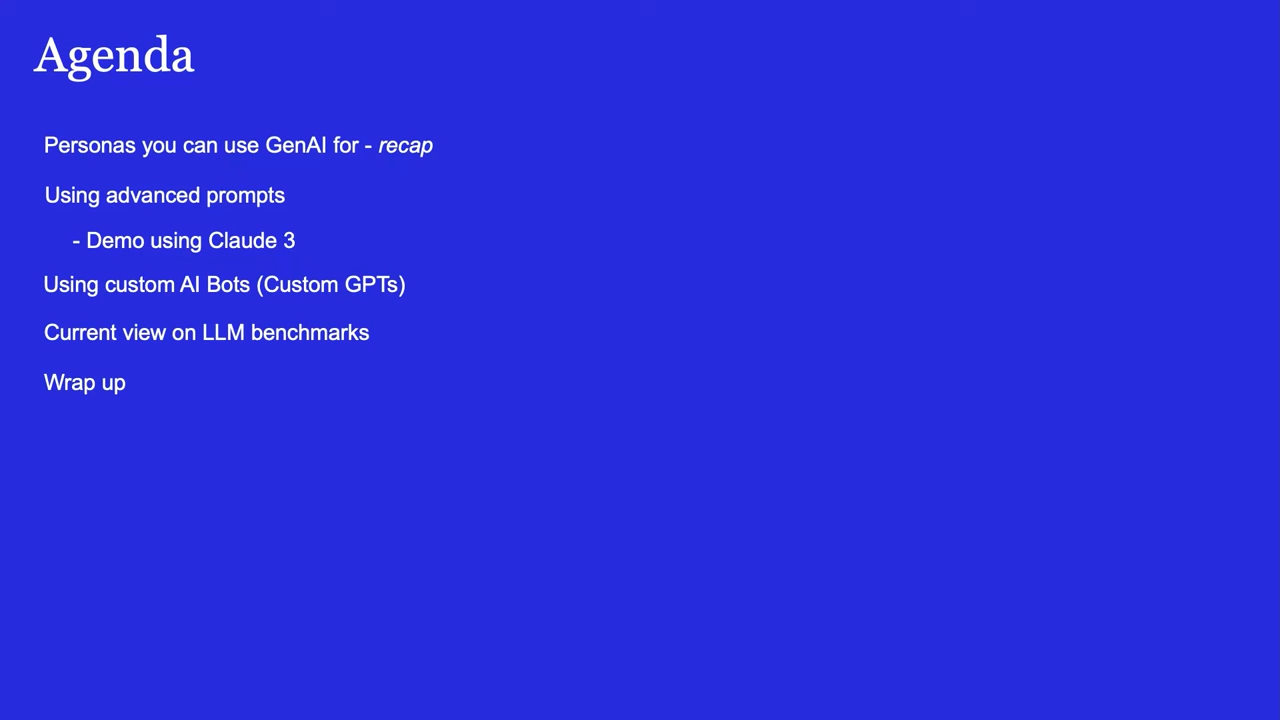 Agenda
Personas you can use GenAI for - recap
Using advanced prompts
- Demo using Claude 3
Using custom AI Bots (Custom GPTs)
Current view on LLM benchmarks
Wrap up